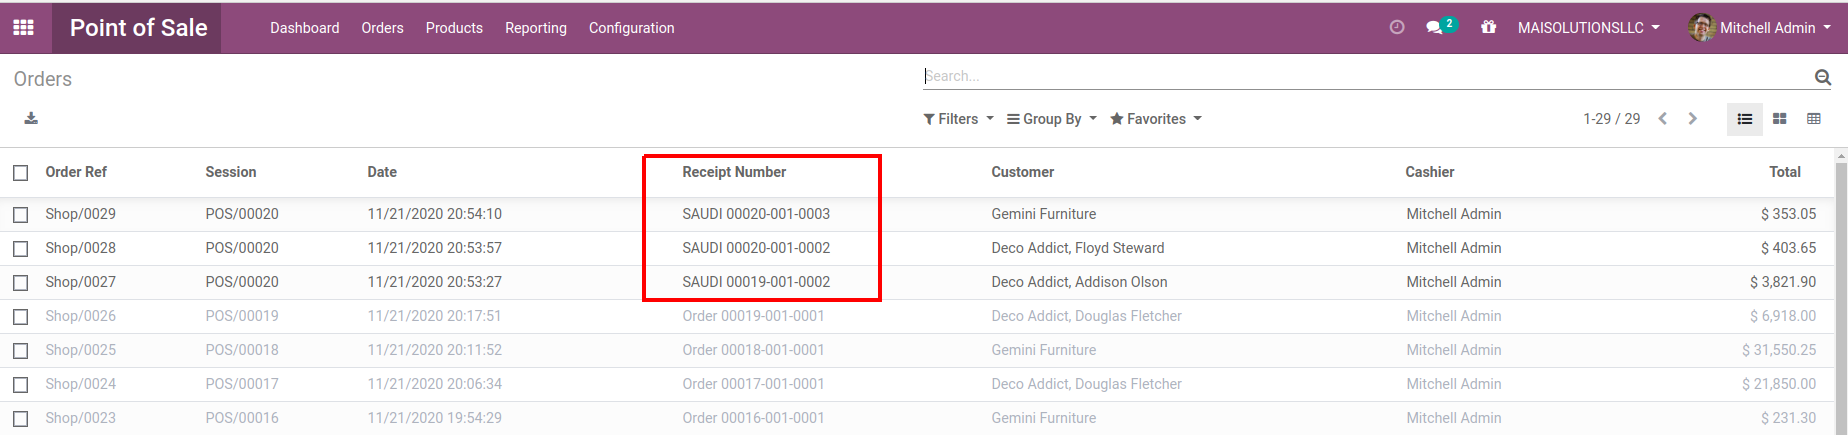 Point of Sale Dashboard Orders Products Reporting Configuration 2 MAISOLUTIONSLLC Mitchell Admin
Orders Search...
Filters Group By Favorites 1-29 / 29
Order Ref Session Date Receipt Number Customer Cashier Total
Shop/0029 POS/00020 11/21/2020 20:54:10 SAUDI 00020-001-0003 Gemini Furniture Mitchell Admin $ 353.05
Shop/0028 POS/00020 11/21/2020 20:53:57 SAUDI 00020-001-0002 Deco Addict, Floyd Steward Mitchell Admin $ 403.65
Shop/0027 POS/00020 11/21/2020 20:53:27 SAUDI 00019-001-0002 Deco Addict, Addison Olson Mitchell Admin $ 3,821.90
Shop/0026 POS/00019 11/21/2020 20:17:51 Order 00019-001-0001 Deco Addict, Douglas Fletcher Mitchell Admin $ 6,918.00
Shop/0025 POS/00018 11/21/2020 20:11:52 Order 00018-001-0001 Gemini Furniture Mitchell Admin $ 31,550.25
Shop/0024 POS/00017 11/21/2020 20:06:34 Order 00017-001-0001 Deco Addict, Douglas Fletcher Mitchell Admin $ 21,850.00
Shop/0023 POS/00016 11/21/2020 19:54:29 Order 00016-001-0001 Gemini Furniture Mitchell Admin $ 231.30